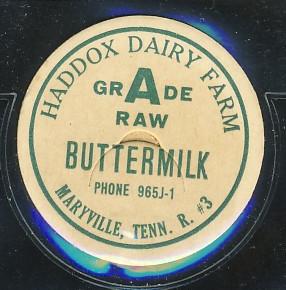 HADDOX DAIRY FARM
GRADE
RAW
BUTTERMILK
PHONE 965J-1
MARYVILLE, TENN. R. #3